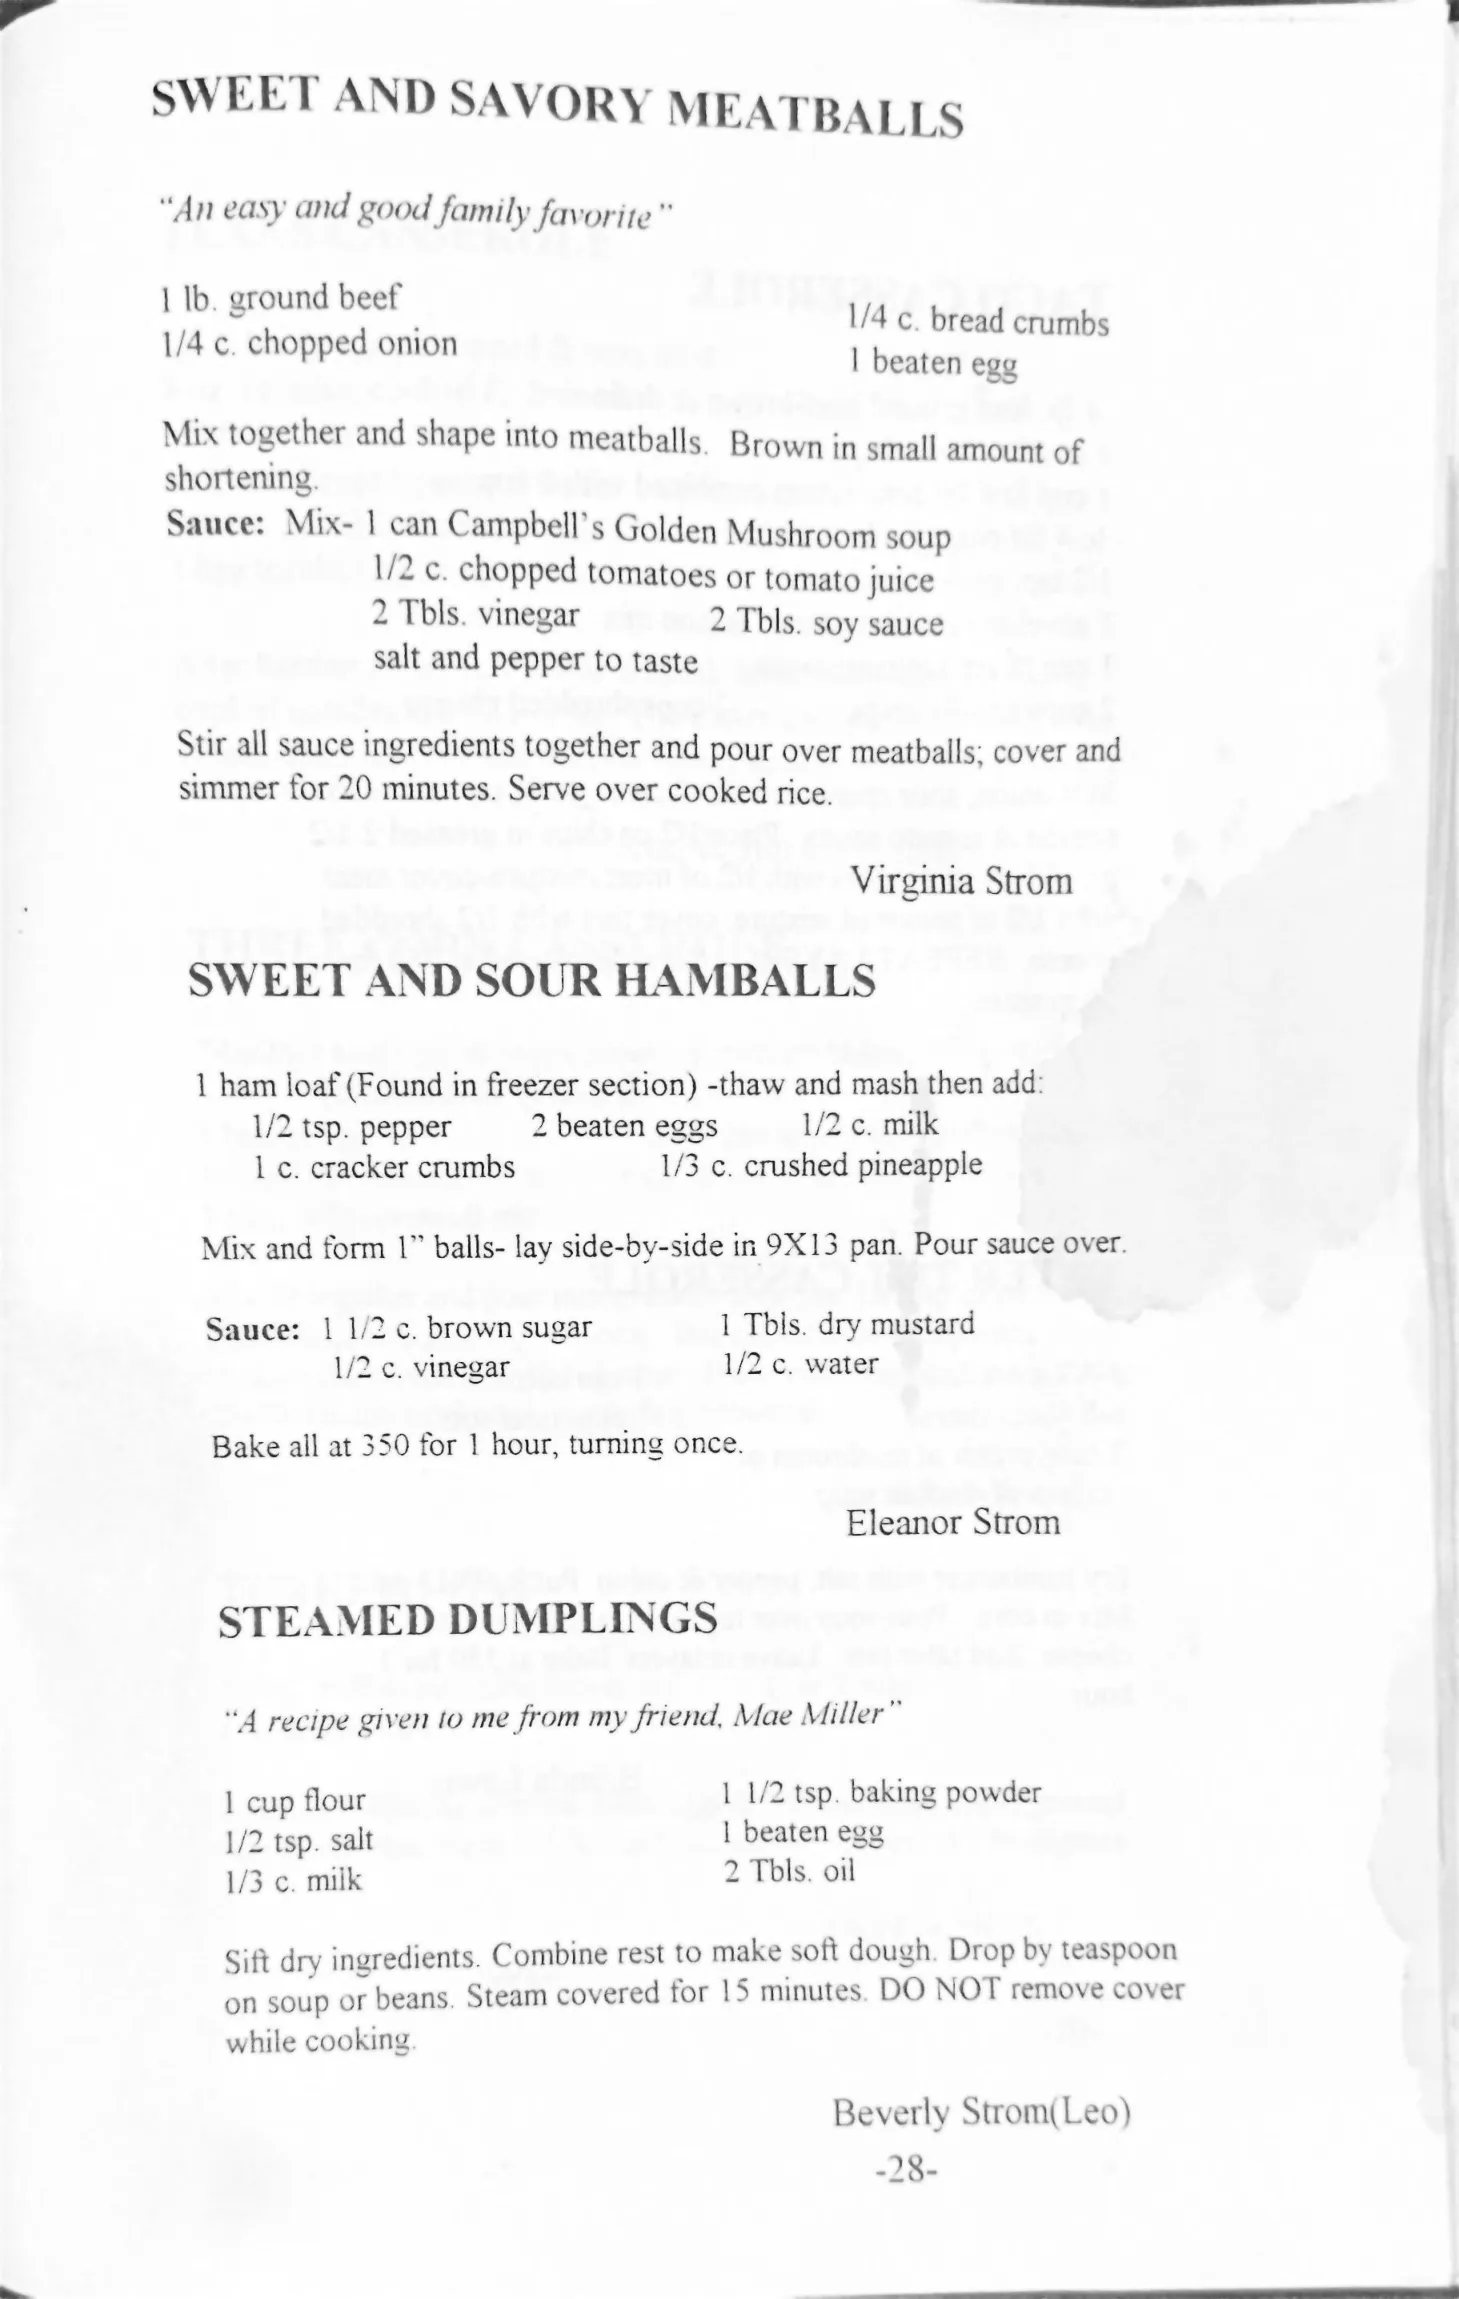 SWEET AND SAVORY MEATBALLS
"An easy and good family favorite"
1 lb. ground beef 1/4 c. bread crumbs
1/4 c. chopped onion 1 beaten egg
Mix together and shape into meatballs. Brown in small amount of
shortening.
Sauce: Mix- 1 can Campbell's Golden Mushroom soup
1/2 c. chopped tomatoes or tomato juice
2 Tbls. vinegar 2 Tbls. soy sauce
salt and pepper to taste
Stir all sauce ingredients together and pour over meatballs; cover and
simmer for 20 minutes. Serve over cooked rice.
Virginia Strom
SWEET AND SOUR HAMBALLS
1 ham loaf (Found in freezer section) -thaw and mash then add:
1/2 tsp. pepper 2 beaten eggs 1/2 c. milk
1 c. cracker crumbs 1/3 c. crushed pineapple
Mix and form 1" balls- lay side-by-side in 9X13 pan. Pour sauce over.
Sauce: 1 1/2 c. brown sugar 1 Tbls. dry mustard
1/2 c. vinegar 1/2 c. water
Bake all at 350 for 1 hour, turning once.
Eleanor Strom
STEAMED DUMPLINGS
"A recipe given to me from my friend, Mae Miller"
1 cup flour 1 1/2 tsp. baking powder
1/2 tsp. salt 1 beaten egg
1/3 c. milk 2 Tbls. oil
Sift dry ingredients. Combine rest to make soft dough. Drop by teaspoon
on soup or beans. Steam covered for 15 minutes. DO NOT remove cover
while cooking.
Beverly Strom(Leo)
-28-